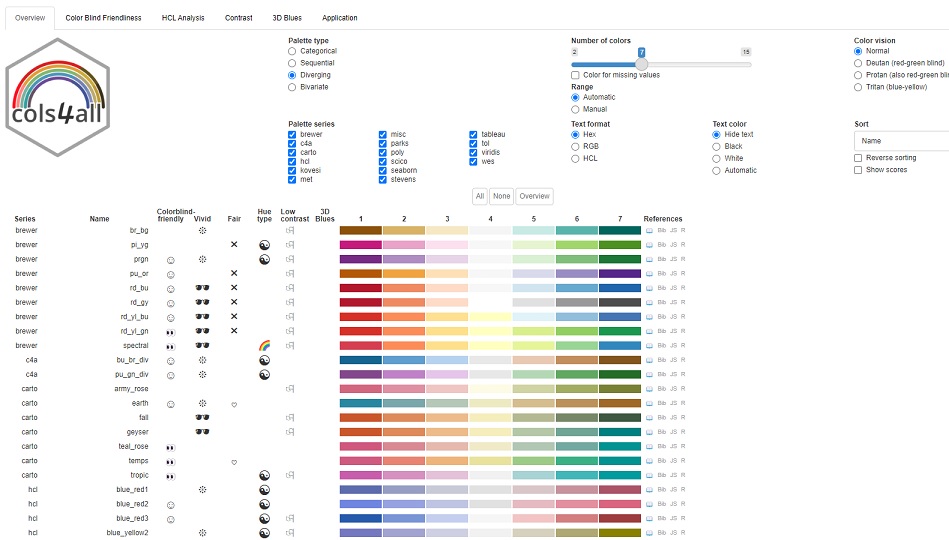 Overview Color Blind Friendliness HCL Analysis Contrast 3D Blues Application
cols4all
Palette type
Categorical
Sequential
Diverging
Bivariate
Number of colors
2 7 15
Color for missing values
Range
Automatic
Manual
Color vision
Normal
Deutan (red-green blind)
Protan (also red-green bli
Tritan (blue-yellow)
Palette series
brewer misc tableau
c4a parks tol
carto poly viridis
hcl scico wes
kovesi seaborn
met stevens
Text format
Hex
RGB
HCL
Text color
Hide text
Black
White
Automatic
Sort
Name
Reverse sorting
Show scores
All None Overview
Series Name Colorblind-friendly Vivid Fair Hue type Low contrast 3D Blues 1 2 3 4 5 6 7 References
brewer br_bg Bib JS R
brewer pi_yg Bib JS R
brewer prgn Bib JS R
brewer pu_or Bib JS R
brewer rd_bu Bib JS R
brewer rd_gy Bib JS R
brewer rd_yl_bu Bib JS R
brewer rd_yl_gn Bib JS R
brewer spectral Bib JS R
c4a bu_br_div Bib JS R
c4a pu_gn_div Bib JS R
carto army_rose Bib JS R
carto earth Bib JS R
carto fall Bib JS R
carto geyser Bib JS R
carto teal_rose Bib JS R
carto temps Bib JS R
carto tropic Bib JS R
hcl blue_red1 Bib JS R
hcl blue_red2 Bib JS R
hcl blue_red3 Bib JS R
hcl blue_yellow2 Bib JS R